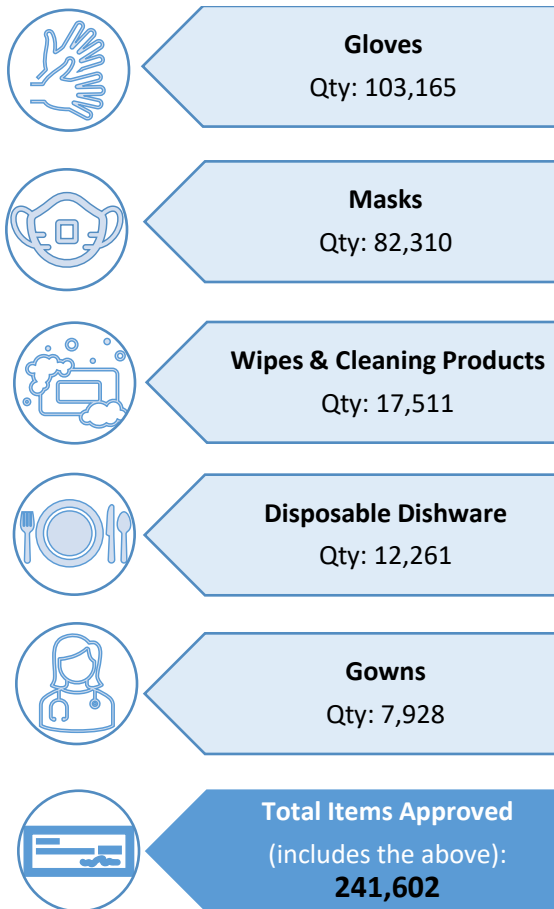 Gloves
Qty: 103,165
Masks
Qty: 82,310
Wipes & Cleaning Products
Qty: 17,511
Disposable Dishware
Qty: 12,261
Gowns
Qty: 7,928
Total Items Approved
(includes the above):
241,602